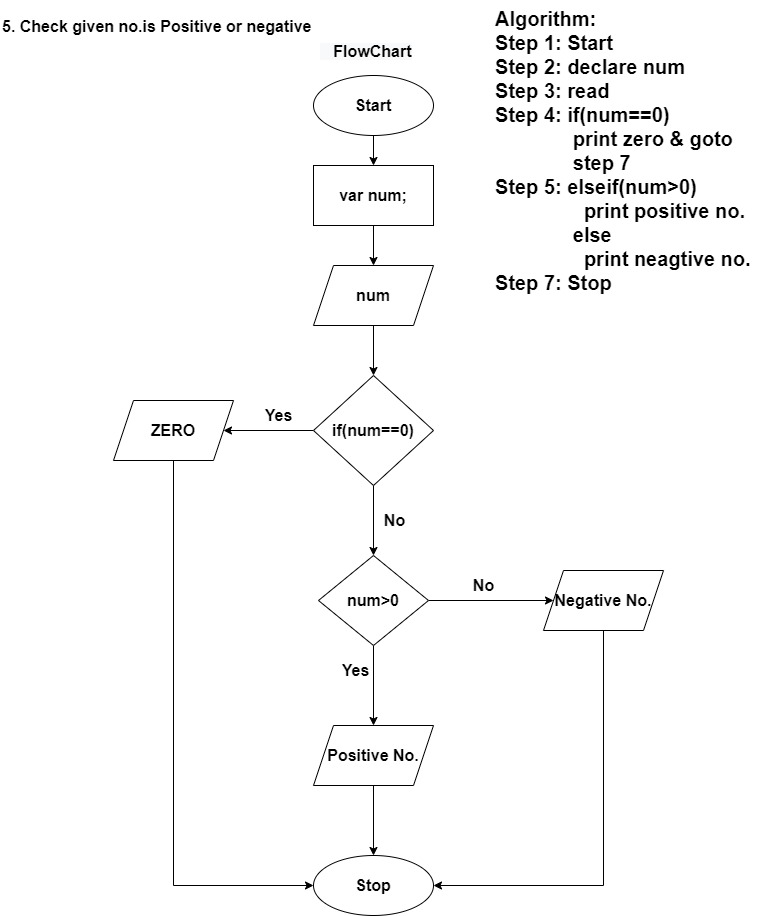 5. Check given no.is Positive or negative
FlowChart
Start
var num;
num
if(num==0)
Yes
ZERO
No
num>0
No
Negative No.
Yes
Positive No.
Stop
Algorithm:
Step 1: Start
Step 2: declare num
Step 3: read
Step 4: if(num==0)
print zero & goto
step 7
Step 5: elseif(num>0)
print positive no.
else
print neagtive no.
Step 7: Stop